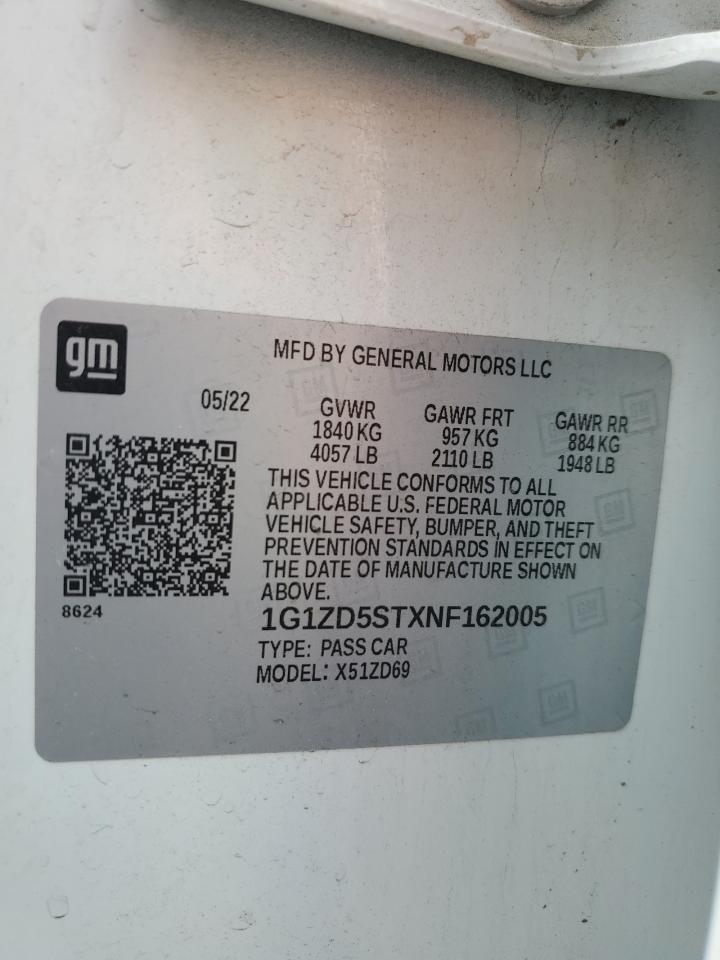 gm
MFD BY GENERAL MOTORS LLC
05/22
GVWR GAWR FRT GAWR RR
1840 KG 957 KG 884 KG
4057 LB 2110 LB 1948 LB
THIS VEHICLE CONFORMS TO ALL
APPLICABLE U.S. FEDERAL MOTOR
VEHICLE SAFETY, BUMPER, AND THEFT
PREVENTION STANDARDS IN EFFECT ON
THE DATE OF MANUFACTURE SHOWN
ABOVE.
8624
1G1ZD5STXNF162005
TYPE: PASS CAR
MODEL: X51ZD69